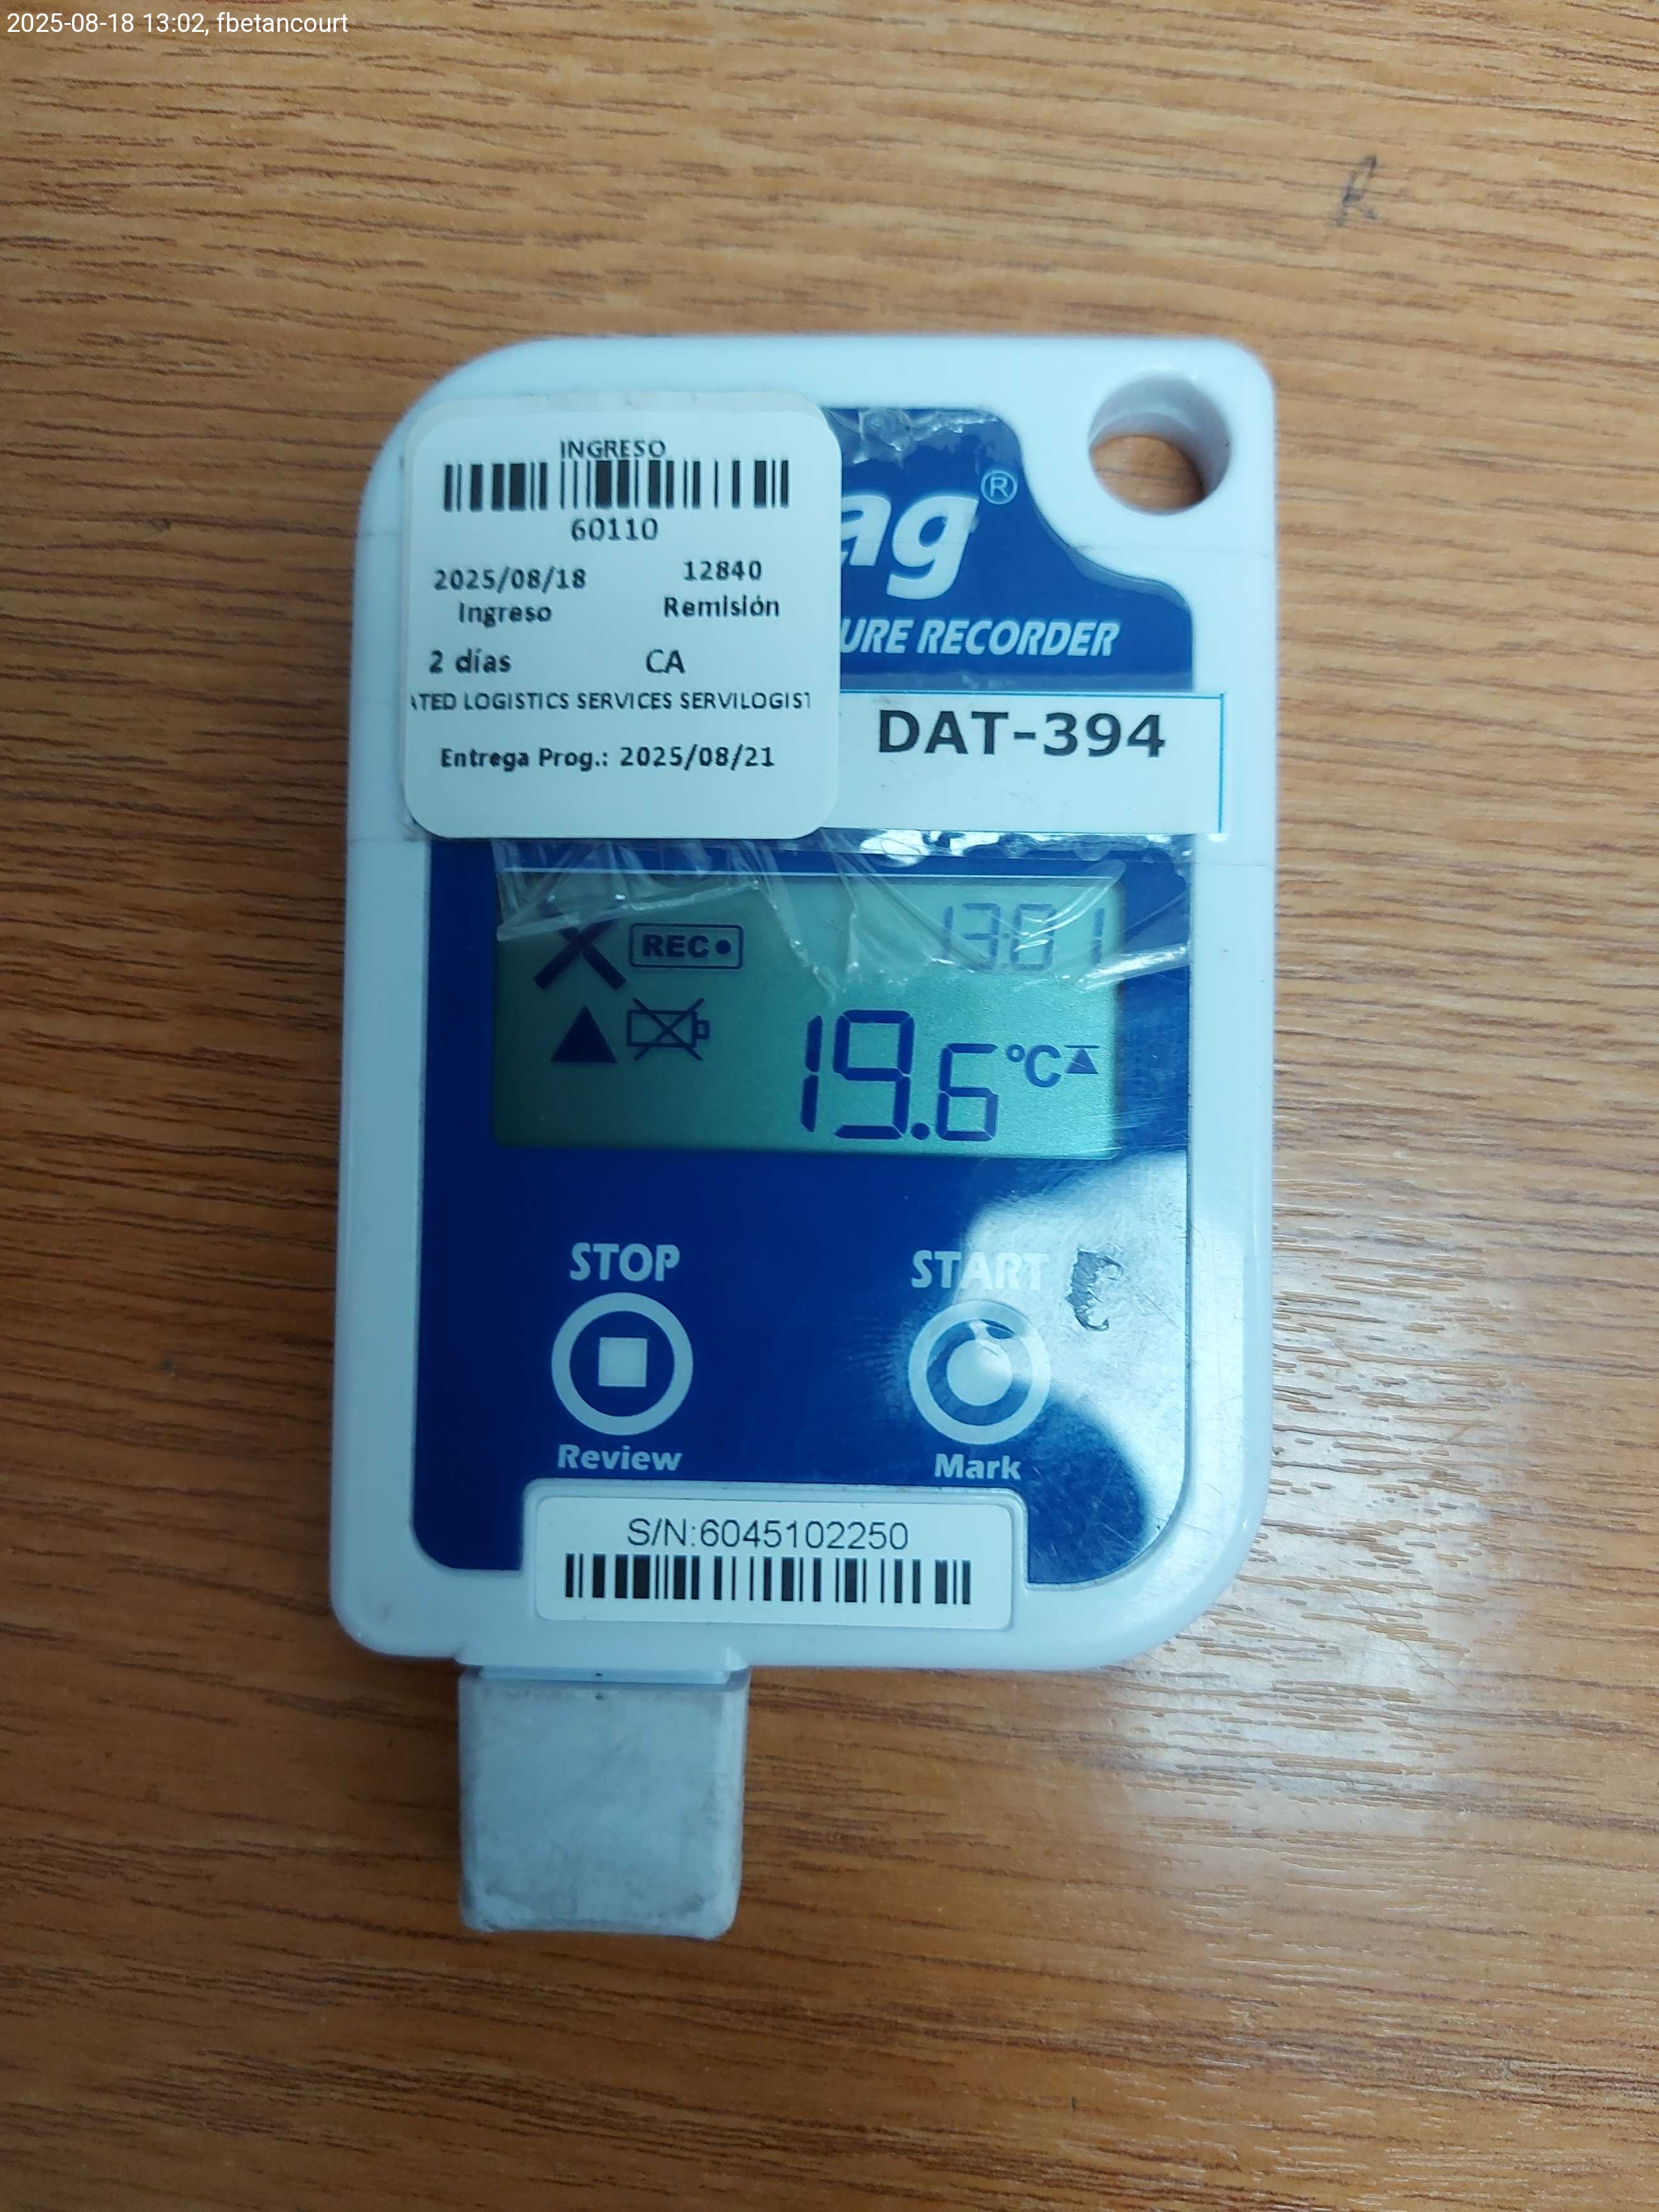 2025-08-18 13:02, fbetancourt
INGRESO
60110
2025/08/18 12840
Ingreso Remisión
2 días CA
ATED LOGISTICS SERVICES SERVILOGIST
Entrega Prog.: 2025/08/21
ag®
URE RECORDER
DAT-394
REC
13:01
19.6°C
STOP START
Review Mark
S/N:6045102250